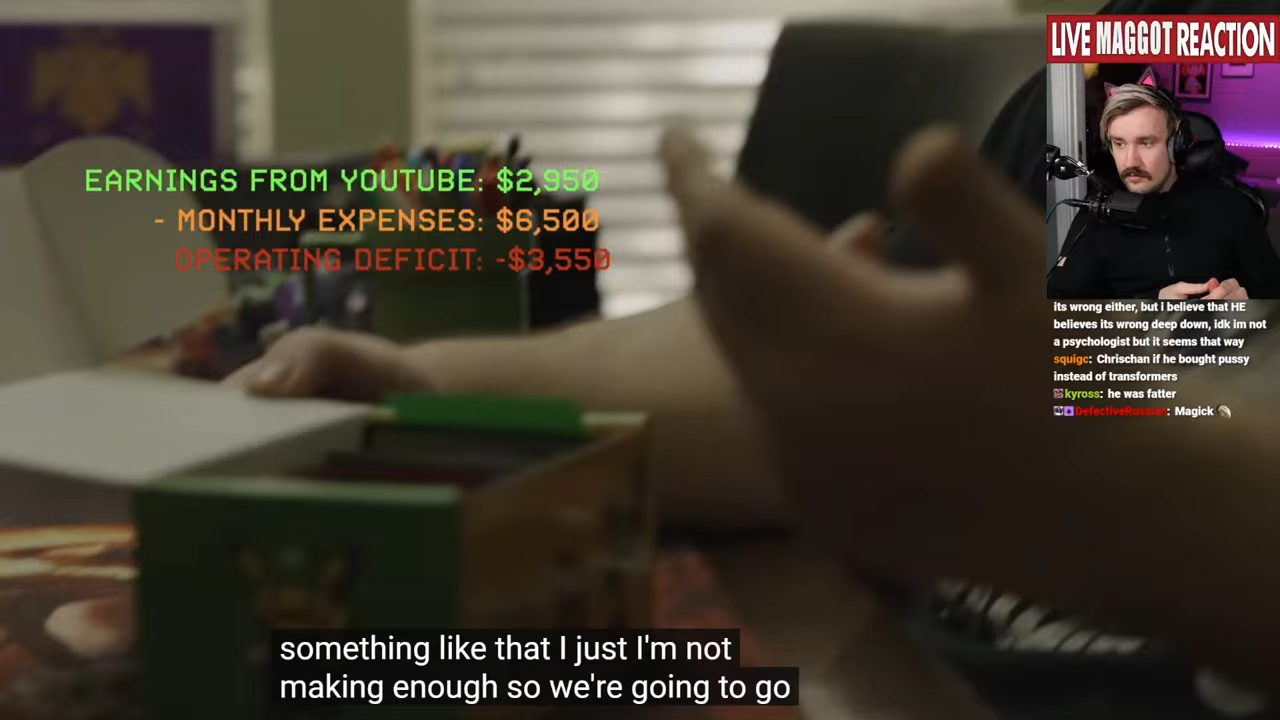 LIVE MAGGOT REACTION
EARNINGS FROM YOUTUBE: $2,950
- MONTHLY EXPENSES: $6,500
OPERATING DEFICIT: -$3,550
its wrong either, but i believe that HE
believes its wrong deep down, idk im not
a psychologist but it seems that way
squigc: Chrischan if he bought pussy
instead of transformers
kyross: he was fatter
DefectiveRussian: Magick
something like that I just I'm not
making enough so we're going to go